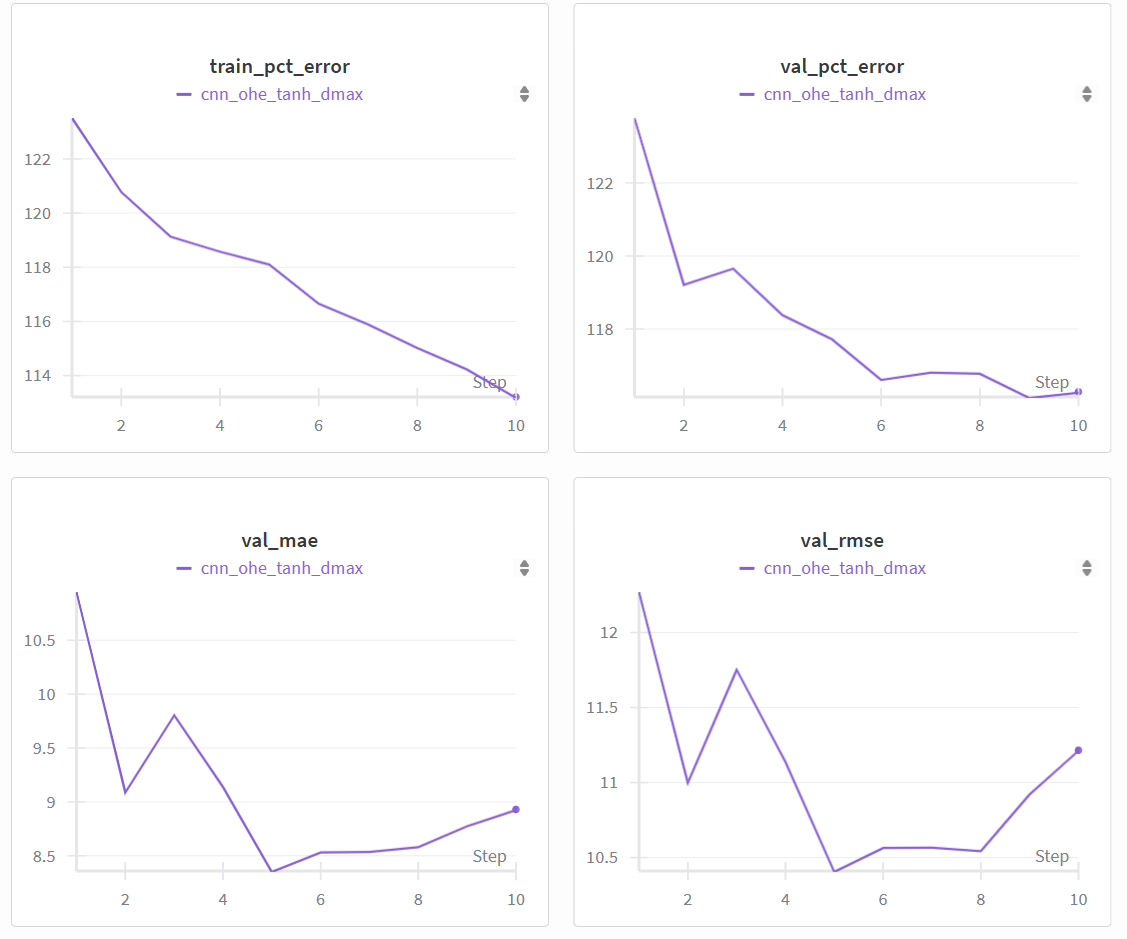 train_pct_error
cnn_ohe_tanh_dmax
122
120
118
116
114
Step
2 4 6 8 10
val_pct_error
cnn_ohe_tanh_dmax
122
120
118
Step
2 4 6 8 10
val_mae
cnn_ohe_tanh_dmax
10.5
10
9.5
9
8.5
Step
2 4 6 8 10
val_rmse
cnn_ohe_tanh_dmax
12
11.5
11
10.5
Step
2 4 6 8 10